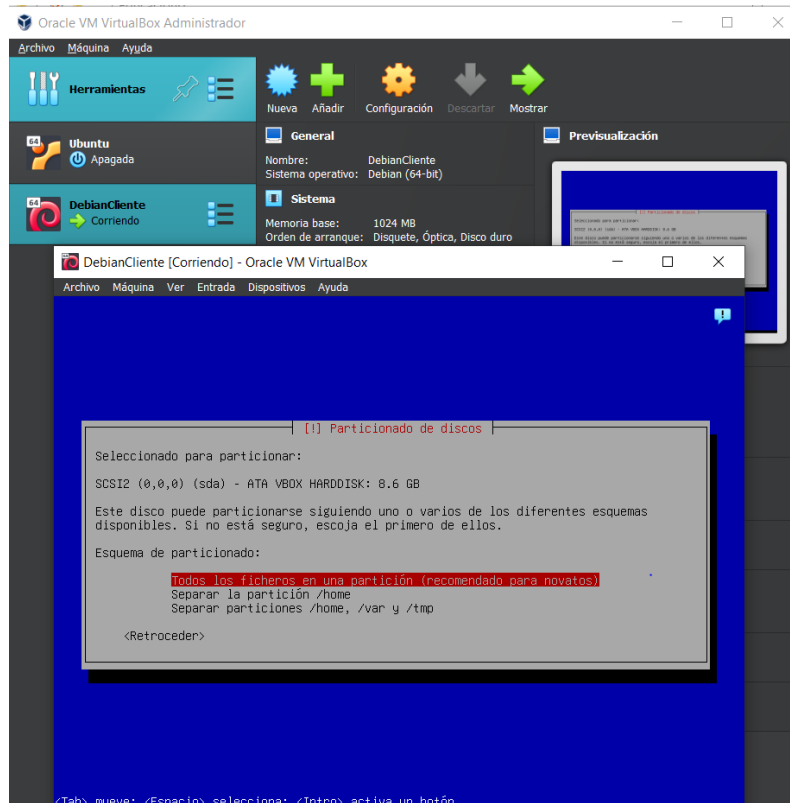 Oracle VM VirtualBox Administrador
Archivo Máquina Ayuda
Herramientas
Nueva Añadir Configuración Descartar Mostrar
64 Ubuntu
Apagada
64 DebianCliente
Corriendo
General
Nombre: DebianCliente
Sistema operativo: Debian (64-bit)
Sistema
Memoria base: 1024 MB
Orden de arranque: Disquete, Óptica, Disco duro
Previsualización
DebianCliente [Corriendo] - Oracle VM VirtualBox
Archivo Máquina Ver Entrada Dispositivos Ayuda
[!] Particionado de discos
Seleccionado para particionar:
SCSI2 (0,0,0) (sda) - ATA VBOX HARDDISK: 8.6 GB
Este disco puede particionarse siguiendo uno o varios de los diferentes esquemas
disponibles. Si no está seguro, escoja el primero de ellos.
Esquema de particionado:
Todos los ficheros en una partición (recomendado para novatos)
Separar la partición /home
Separar particiones /home, /var y /tmp
<Retroceder>
<Tab> mueve; <Espacio> selecciona; <Intro> activa un botón